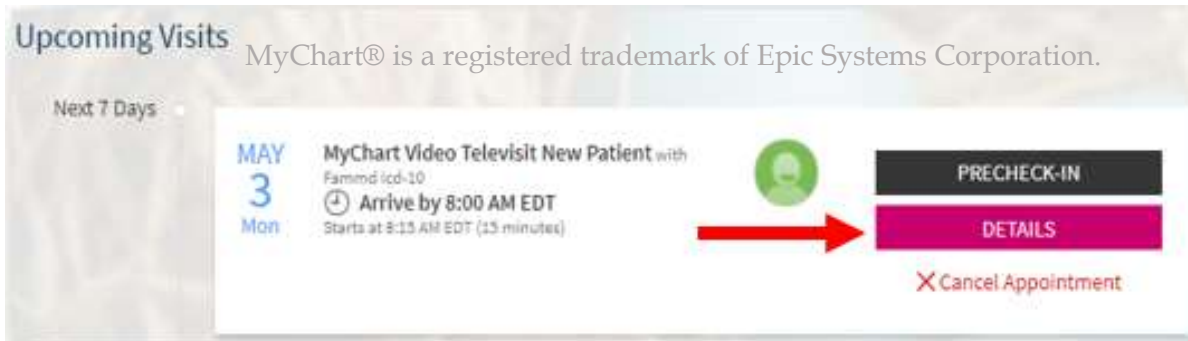 Upcoming Visits
MyChart® is a registered trademark of Epic Systems Corporation.
Next 7 Days
MAY
3
Mon
MyChart Video Televisit New Patient with
Fammd icd-10
Arrive by 8:00 AM EDT
Starts at 8:15 AM EDT (15 minutes)
PRECHECK-IN
DETAILS
Cancel Appointment